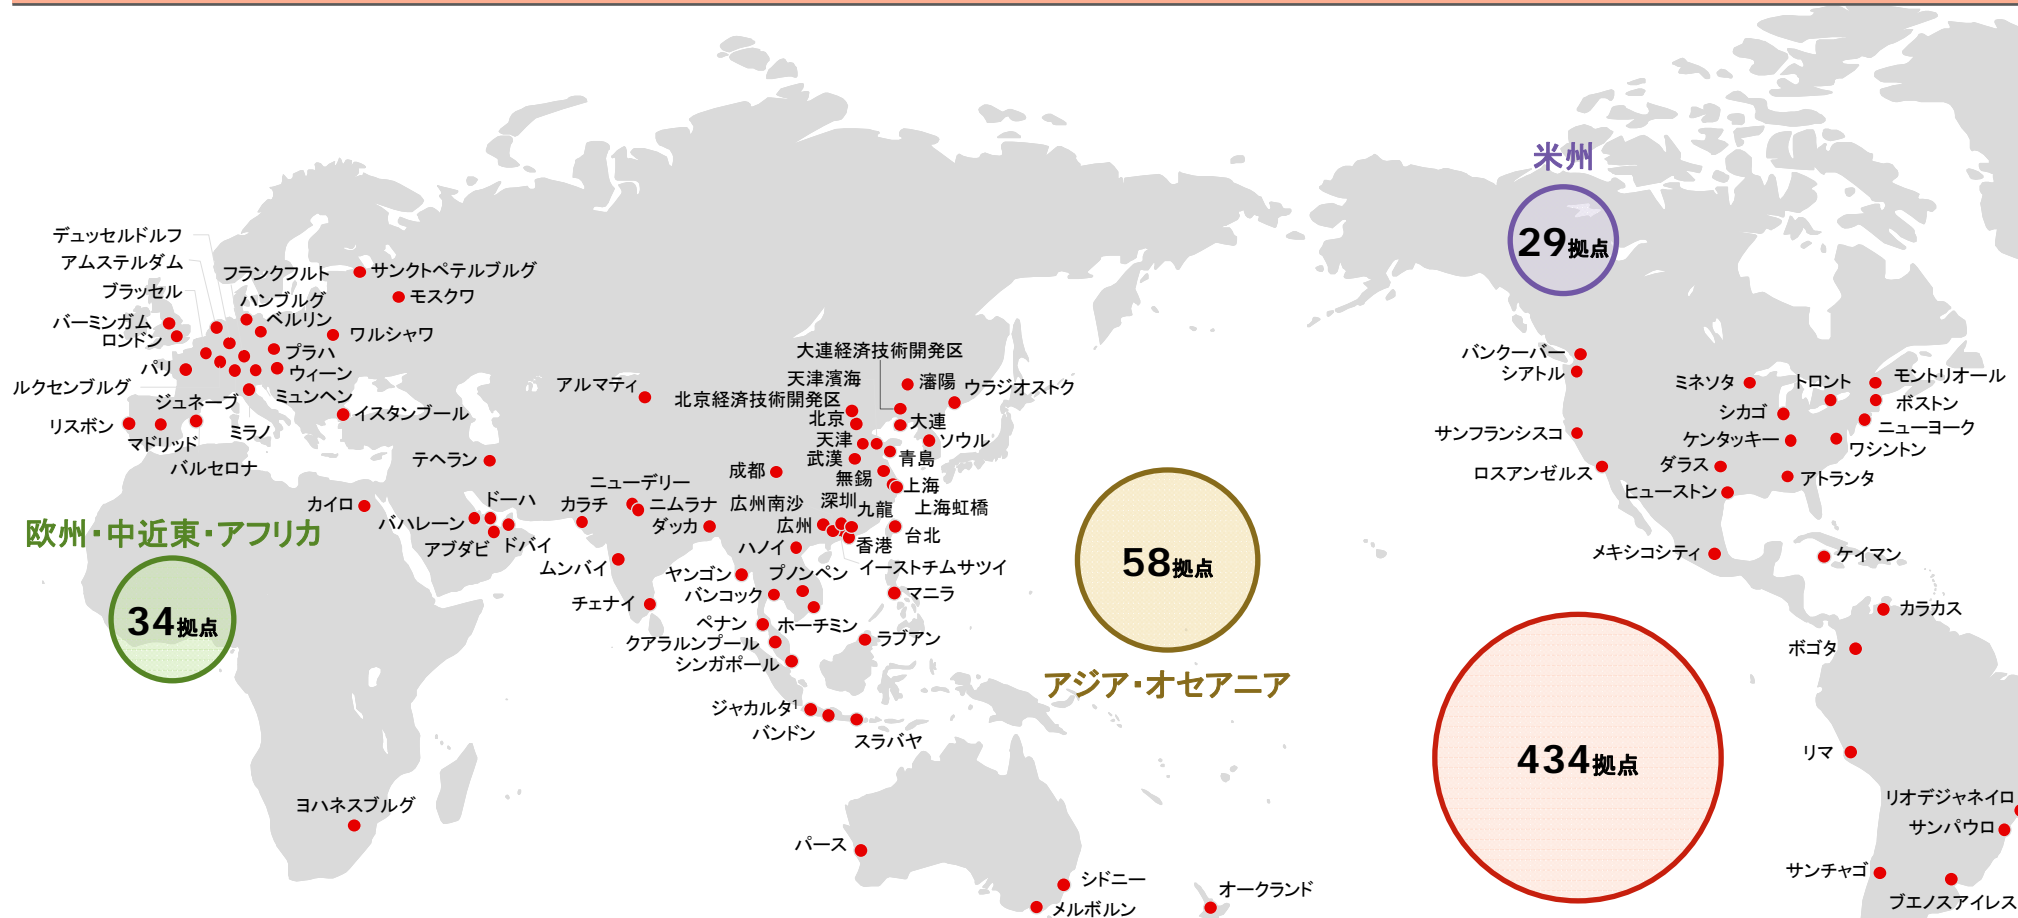 米州
29拠点
デュッセルドルフ
アムステルダム
ブラッセル
フランクフルト
ハンブルグ
ベルリン
サンクトペテルブルグ
モスクワ
バーミンガム
ロンドン
ワルシャワ
パリ
プラハ
ウィーン
ルクセンブルグ
ジュネーブ
ミュンヘン
イスタンブール
リスボン
マドリッド
ミラノ
バルセロナ
テヘラン
カイロ
ドーハ
バハレーン
アブダビ
ドバイ
欧州・中近東・アフリカ
34拠点
ヨハネスブルグ
アルマティ
大連経済技術開発区
天津濱海
瀋陽
ウラジオストク
北京経済技術開発区
北京
大連
天津
ソウル
武漢
青島
成都
無錫
上海
上海虹橋
ニューデリー
カラチ
ニムラナ
ダッカ
広州南沙
深圳
九龍
広州
台北
香港
ハノイ
イーストチムサツイ
ムンバイ
ヤンゴン
プノンペン
バンコック
マニラ
チェナイ
ペナン
ホーチミン
クアラルンプール
ラブアン
シンガポール
ジャカルタ1
バンドン
スラバヤ
58拠点
アジア・オセアニア
パース
シドニー
メルボルン
オークランド
バンクーバー
シアトル
ミネソタ
トロント
モントリオール
シカゴ
ボストン
サンフランシスコ
ケンタッキー
ニューヨーク
ワシントン
ロスアンゼルス
ダラス
アトランタ
ヒューストン
メキシコシティ
ケイマン
カラカス
ボゴタ
434拠点
リマ
リオデジャネイロ
サンパウロ
サンチャゴ
ブエノスアイレス